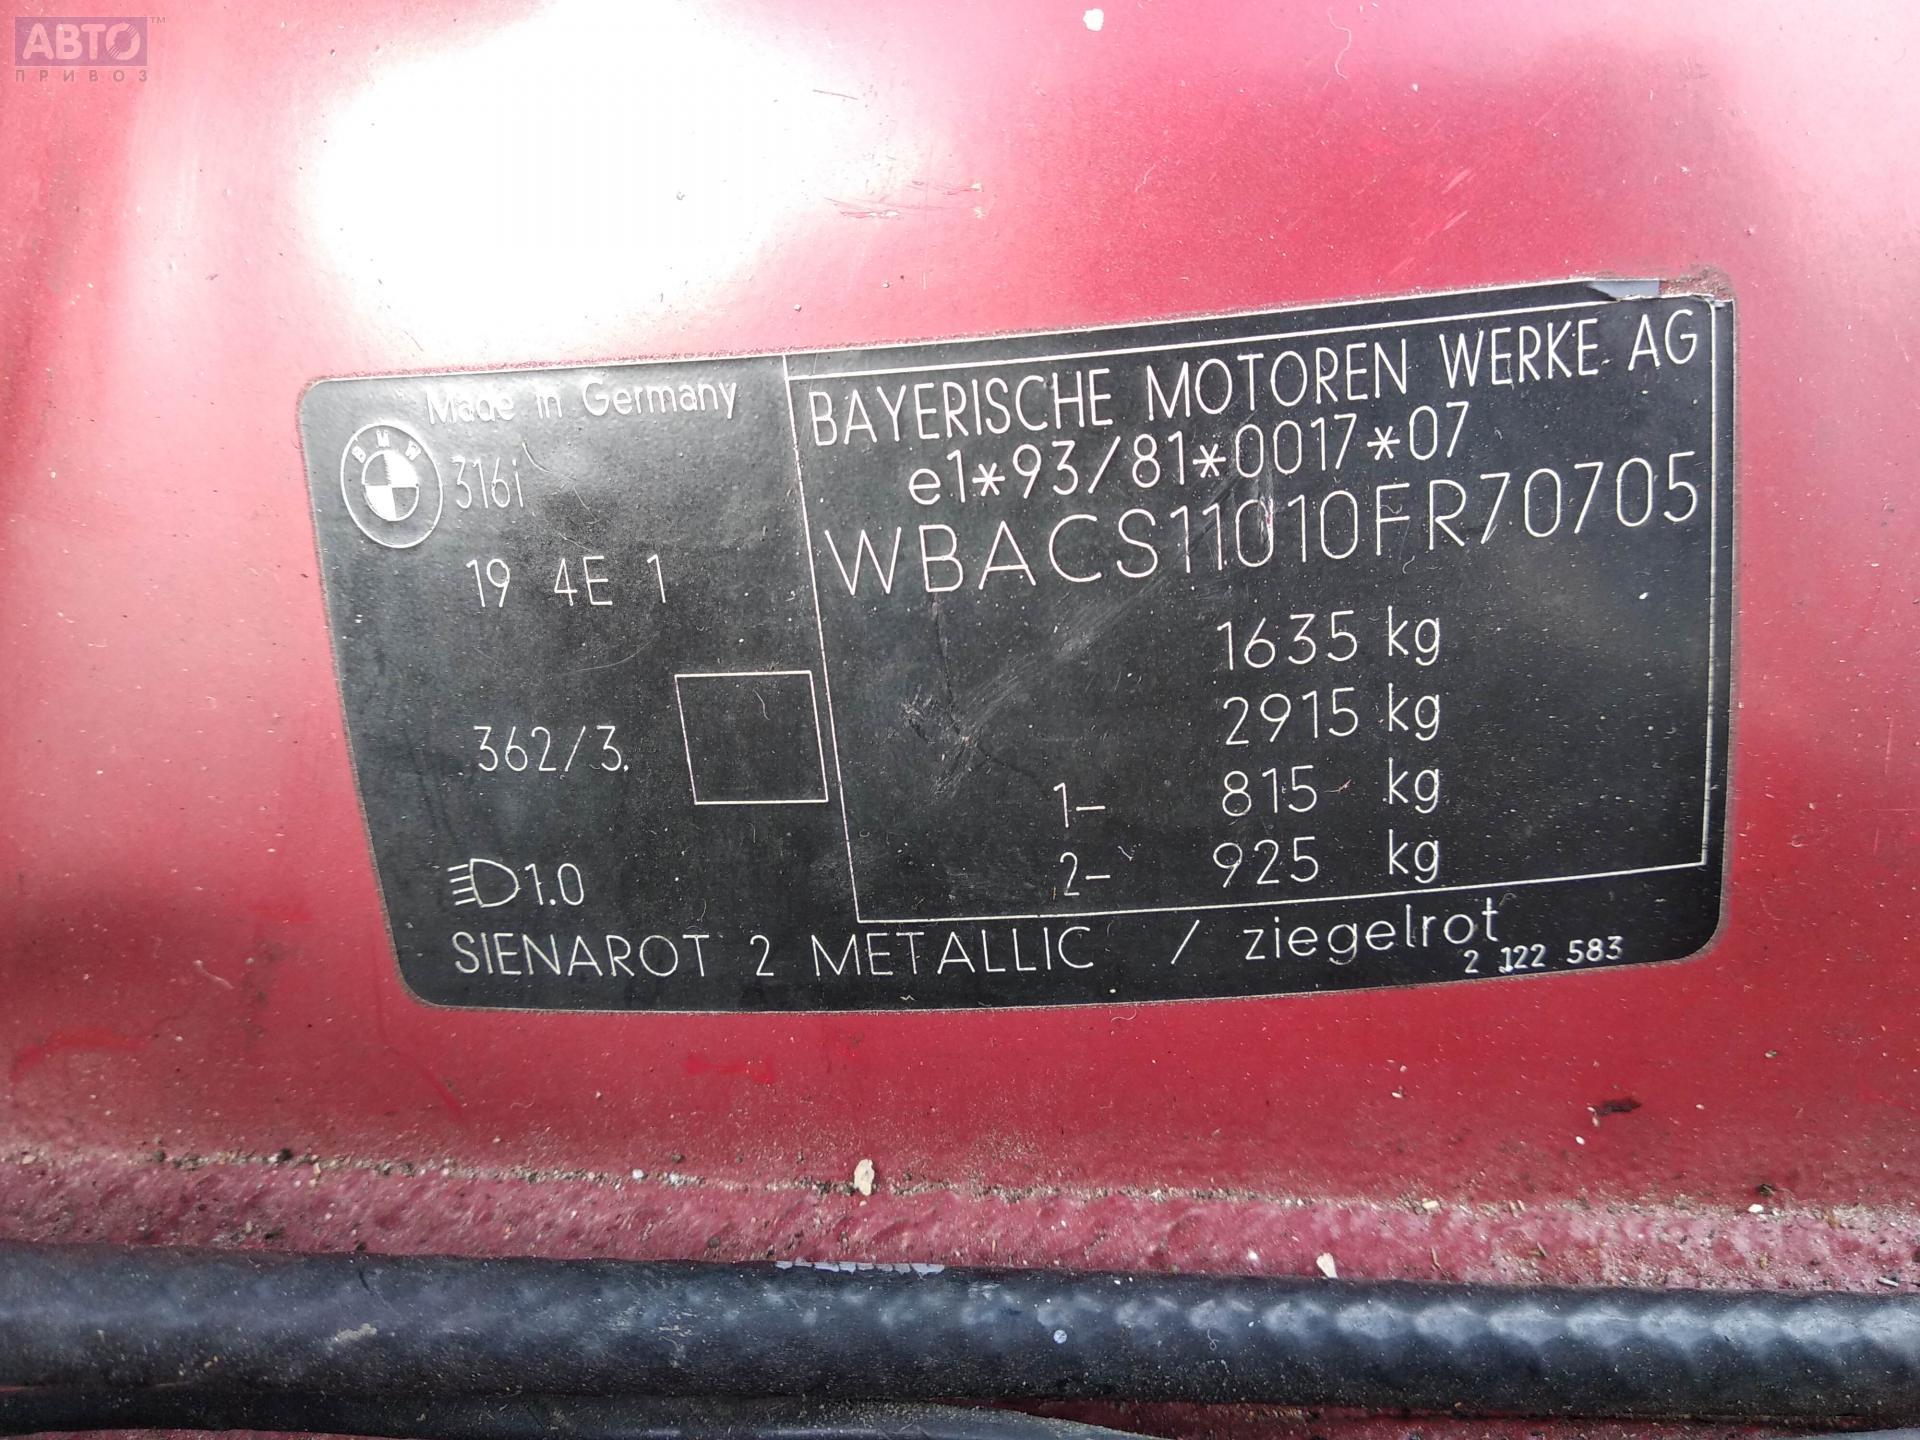 АВТО™
ПРИВОЗ
Made in Germany
BMW
316i
19 4E 1
362/3.
1.0
BAYERISCHE MOTOREN WERKE AG
e1*93/81*0017*07
WBACS11010FR70705
1635 kg
2915 kg
1- 815 kg
2- 925 kg
SIENAROT 2 METALLIC / ziegelrot
2 122 583